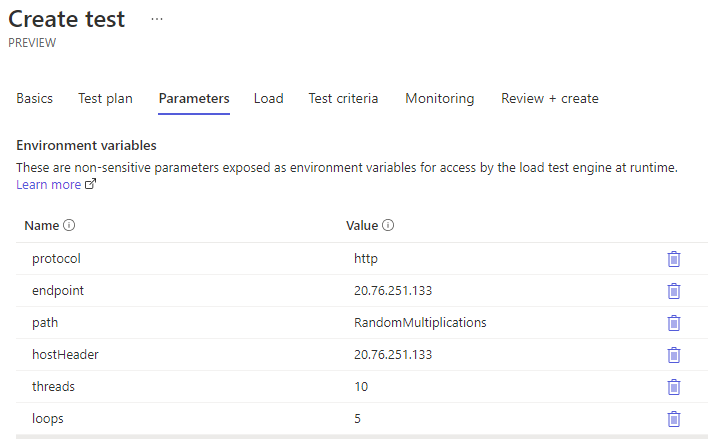 Create test ...
PREVIEW
Basics Test plan Parameters Load Test criteria Monitoring Review + create
Environment variables
These are non-sensitive parameters exposed as environment variables for access by the load test engine at runtime.
Learn more
Name Value
protocol http
endpoint 20.76.251.133
path RandomMultiplications
hostHeader 20.76.251.133
threads 10
loops 5